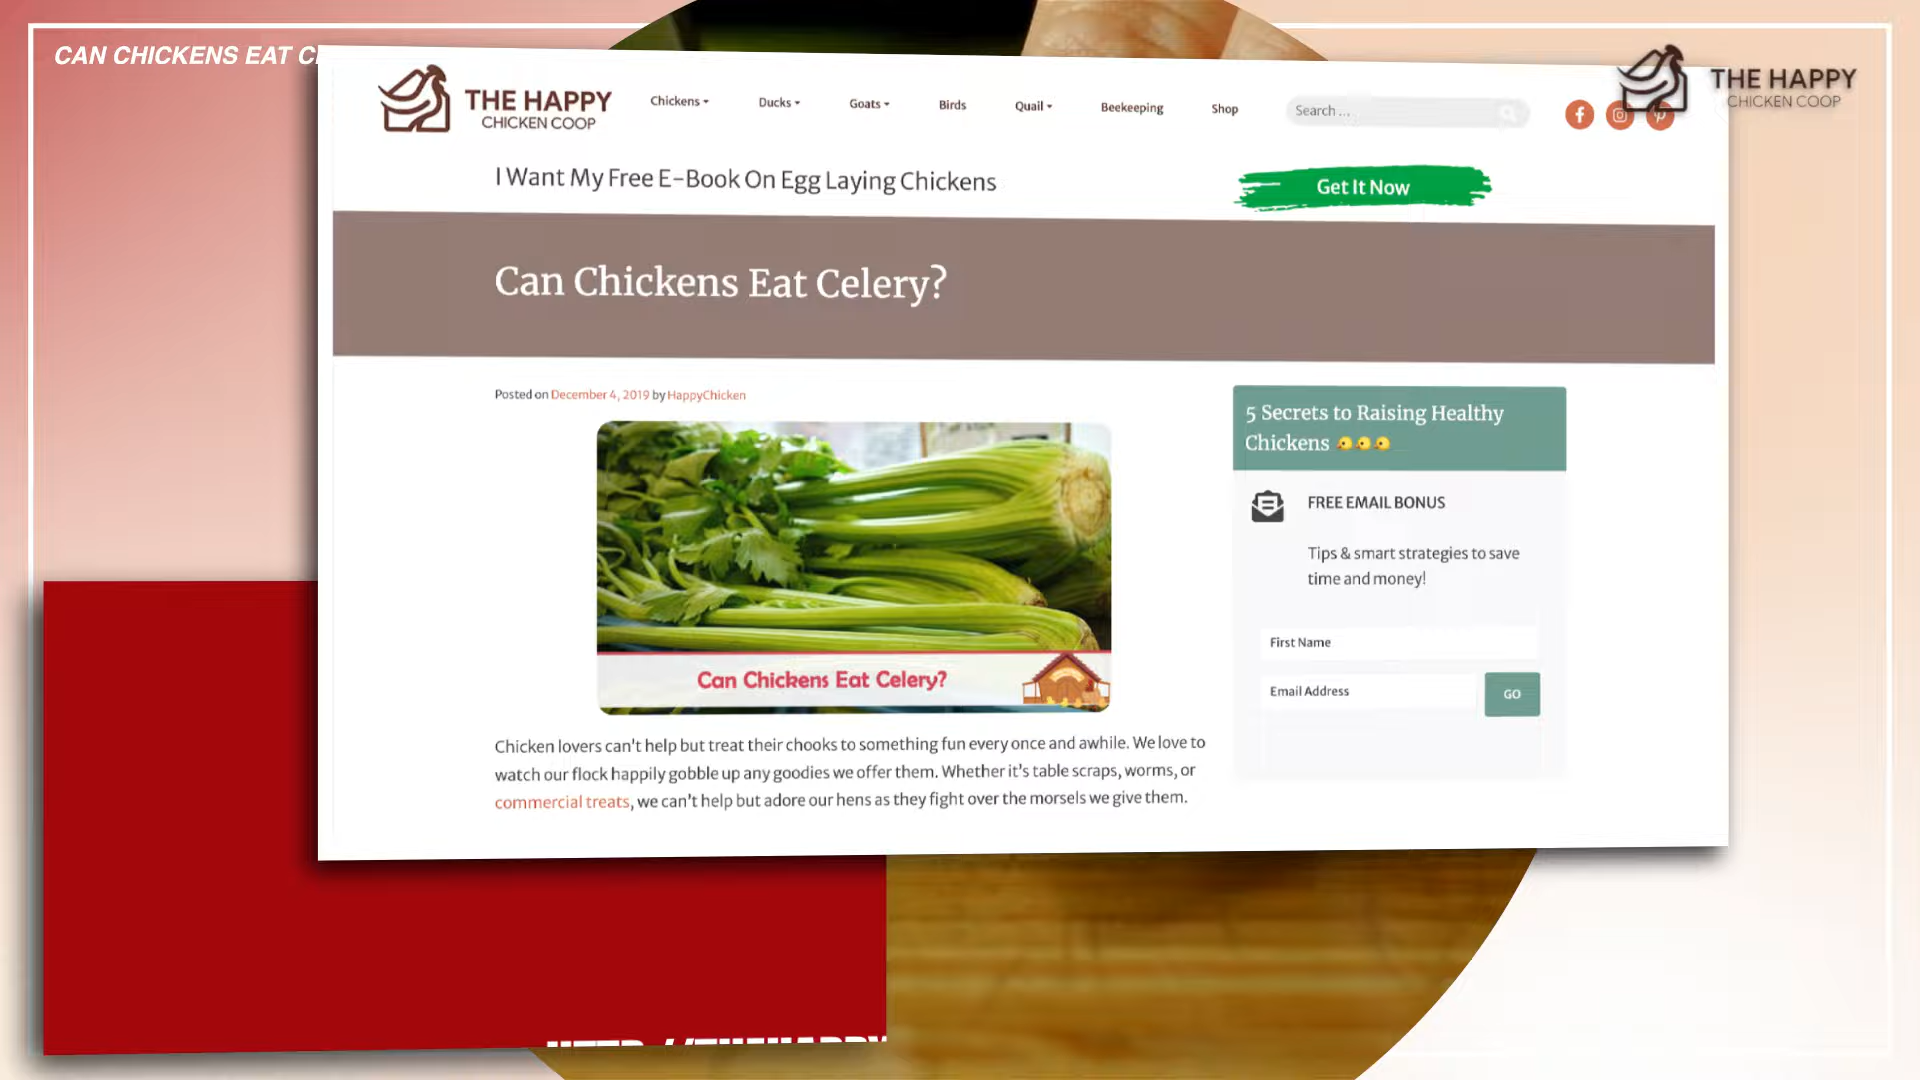 CAN CHICKENS EAT
THE HAPPY
CHICKEN COOP
Chickens
Ducks
Goats
Birds
Quail
Beekeeping
Shop
Search ...
THE HAPPY
CHICKEN COOP
I Want My Free E-Book On Egg Laying Chickens
Get It Now
Can Chickens Eat Celery?
Posted on December 4, 2019 by HappyChicken
Can Chickens Eat Celery?
Chicken lovers can't help but treat their chooks to something fun every once and awhile. We love to
watch our flock happily gobble up any goodies we offer them. Whether it's table scraps, worms, or
commercial treats, we can't help but adore our hens as they fight over the morsels we give them.
5 Secrets to Raising Healthy
Chickens
FREE EMAIL BONUS
Tips & smart strategies to save
time and money!
First Name
Email Address
GO